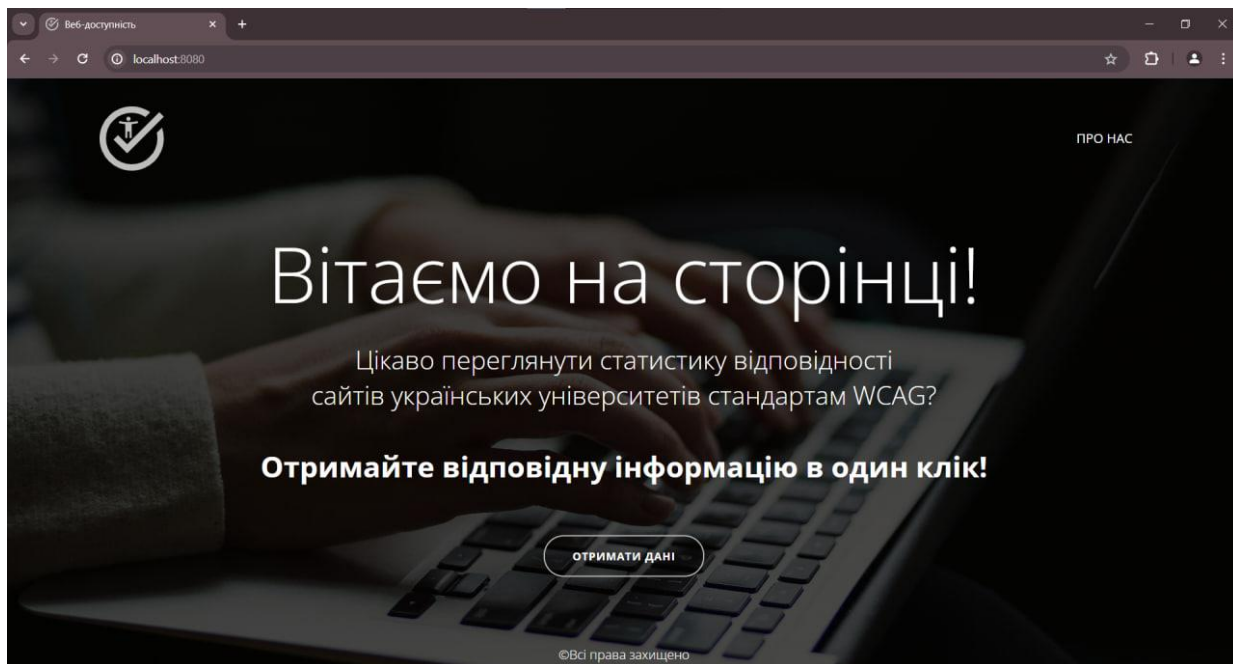 Веб-доступність
localhost:8080
ПРО НАС
Вітаємо на сторінці!
Цікаво переглянути статистику відповідності
сайтів українських університетів стандартам WCAG?
Отримайте відповідну інформацію в один клік!
ОТРИМАТИ ДАНІ
©Всі права захищено